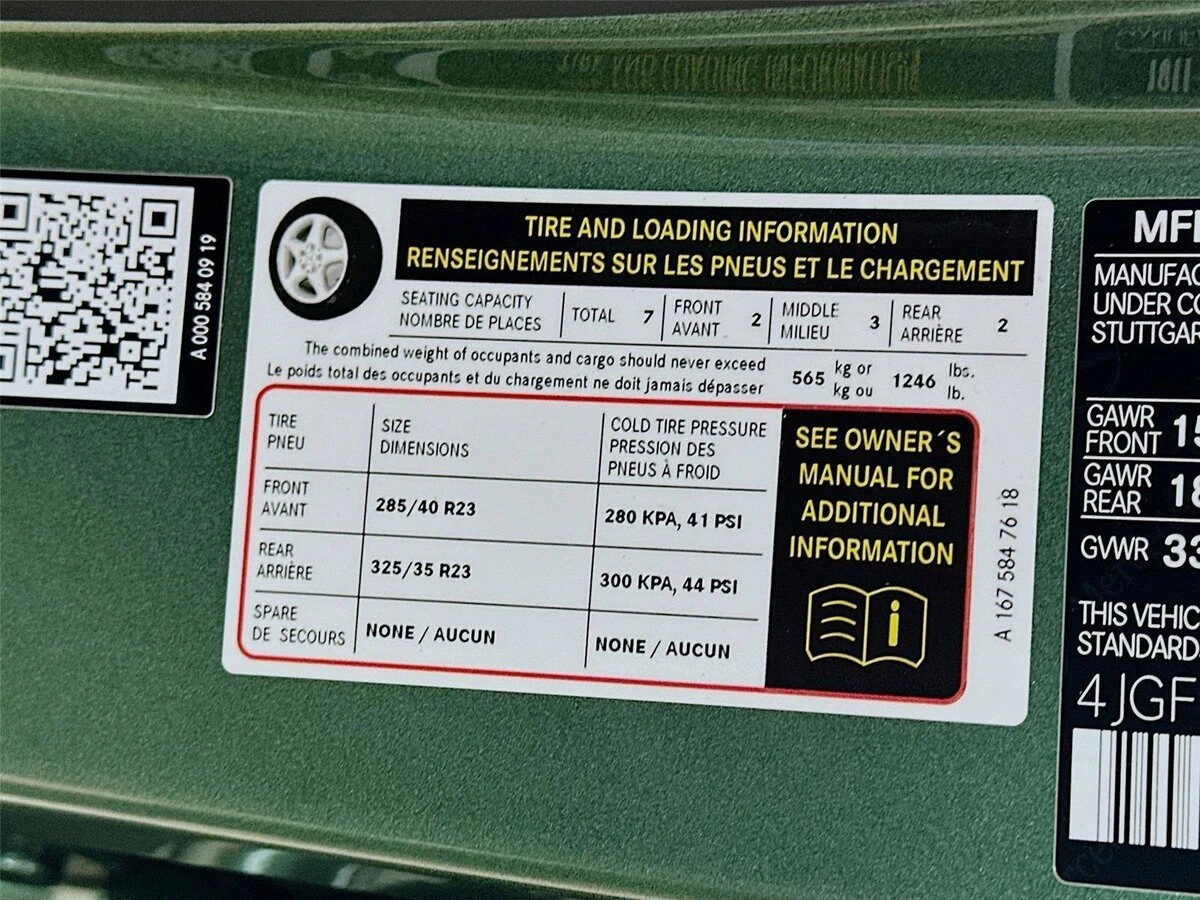 A 000 584 09 19
TIRE AND LOADING INFORMATION
RENSEIGNEMENTS SUR LES PNEUS ET LE CHARGEMENT
SEATING CAPACITY
NOMBRE DE PLACES
TOTAL 7
FRONT
AVANT 2
MIDDLE
MILIEU 3
REAR
ARRIÈRE 2
The combined weight of occupants and cargo should never exceed
Le poids total des occupants et du chargement ne doit jamais dépasser
565 kg or
kg ou
1246 lbs.
lb.
TIRE
PNEU
SIZE
DIMENSIONS
COLD TIRE PRESSURE
PRESSION DES
PNEUS À FROID
FRONT
AVANT
285/40 R23
280 KPA, 41 PSI
REAR
ARRIÈRE
325/35 R23
300 KPA, 44 PSI
SPARE
DE SECOURS
NONE / AUCUN
NONE / AUCUN
SEE OWNER´S
MANUAL FOR
ADDITIONAL
INFORMATION
A 167 584 76 18
UNDER
GAWR
FRONT
GAWR
REAR
GVWR
THIS
4JGF
TIRE AND LOADING INFORMATION